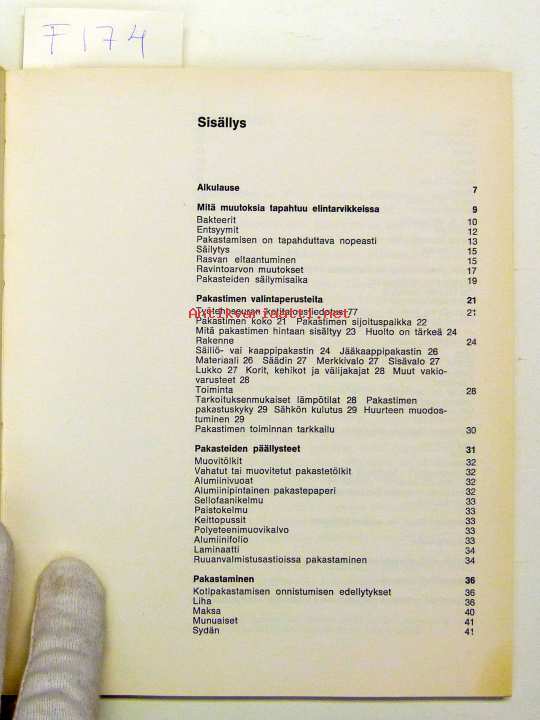 F174
Sisällys
Alkulause 7
Mitä muutoksia tapahtuu elintarvikkeissa 9
Bakteerit 10
Entsyymit 12
Pakastamisen on tapahduttava nopeasti 13
Säilytys 15
Rasvan eltaantuminen 15
Ravintoarvon muutokset 17
Pakasteiden säilymisaika 19
Pakastimen valintaperusteita 21
Antikvariaatti.net
Työtehoseuran kotitaloustiedotus 77 21
Pakastimen koko 21 Pakastimen sijoituspaikka 22
Mitä pakastimen hintaan sisältyy 23 Huolto on tärkeä 24
Rakenne 24
Säiliö- vai kaappipakastin 24 Jääkaappipakastin 26
Materiaali 26 Säädin 27 Merkkivalo 27 Sisävalo 27
Lukko 27 Korit, kehikot ja välijakajat 28 Muut vakio-
varusteet 28
Toiminta 28
Tarkoituksenmukaiset lämpötilat 28 Pakastimen
pakastuskyky 29 Sähkön kulutus 29 Huurteen muodos-
tuminen 29
Pakastimen toiminnan tarkkailu 30
Pakasteiden päällysteet 31
Muovitölkit 32
Vahatut tai muovitetut pakastetölkit 32
Alumiinivuoat 32
Alumiinipintainen pakastepaperi 32
Sellofaanikelmu 33
Paistokelmu 33
Keittopussit 33
Polyeteenimuovikalvo 33
Alumiinifolio 33
Laminaatti 34
Ruuanvalmistusastioissa pakastaminen 34
Pakastaminen 36
Kotipakastamisen onnistumisen edellytykset 36
Liha 36
Maksa 40
Munuaiset 41
Sydän 41